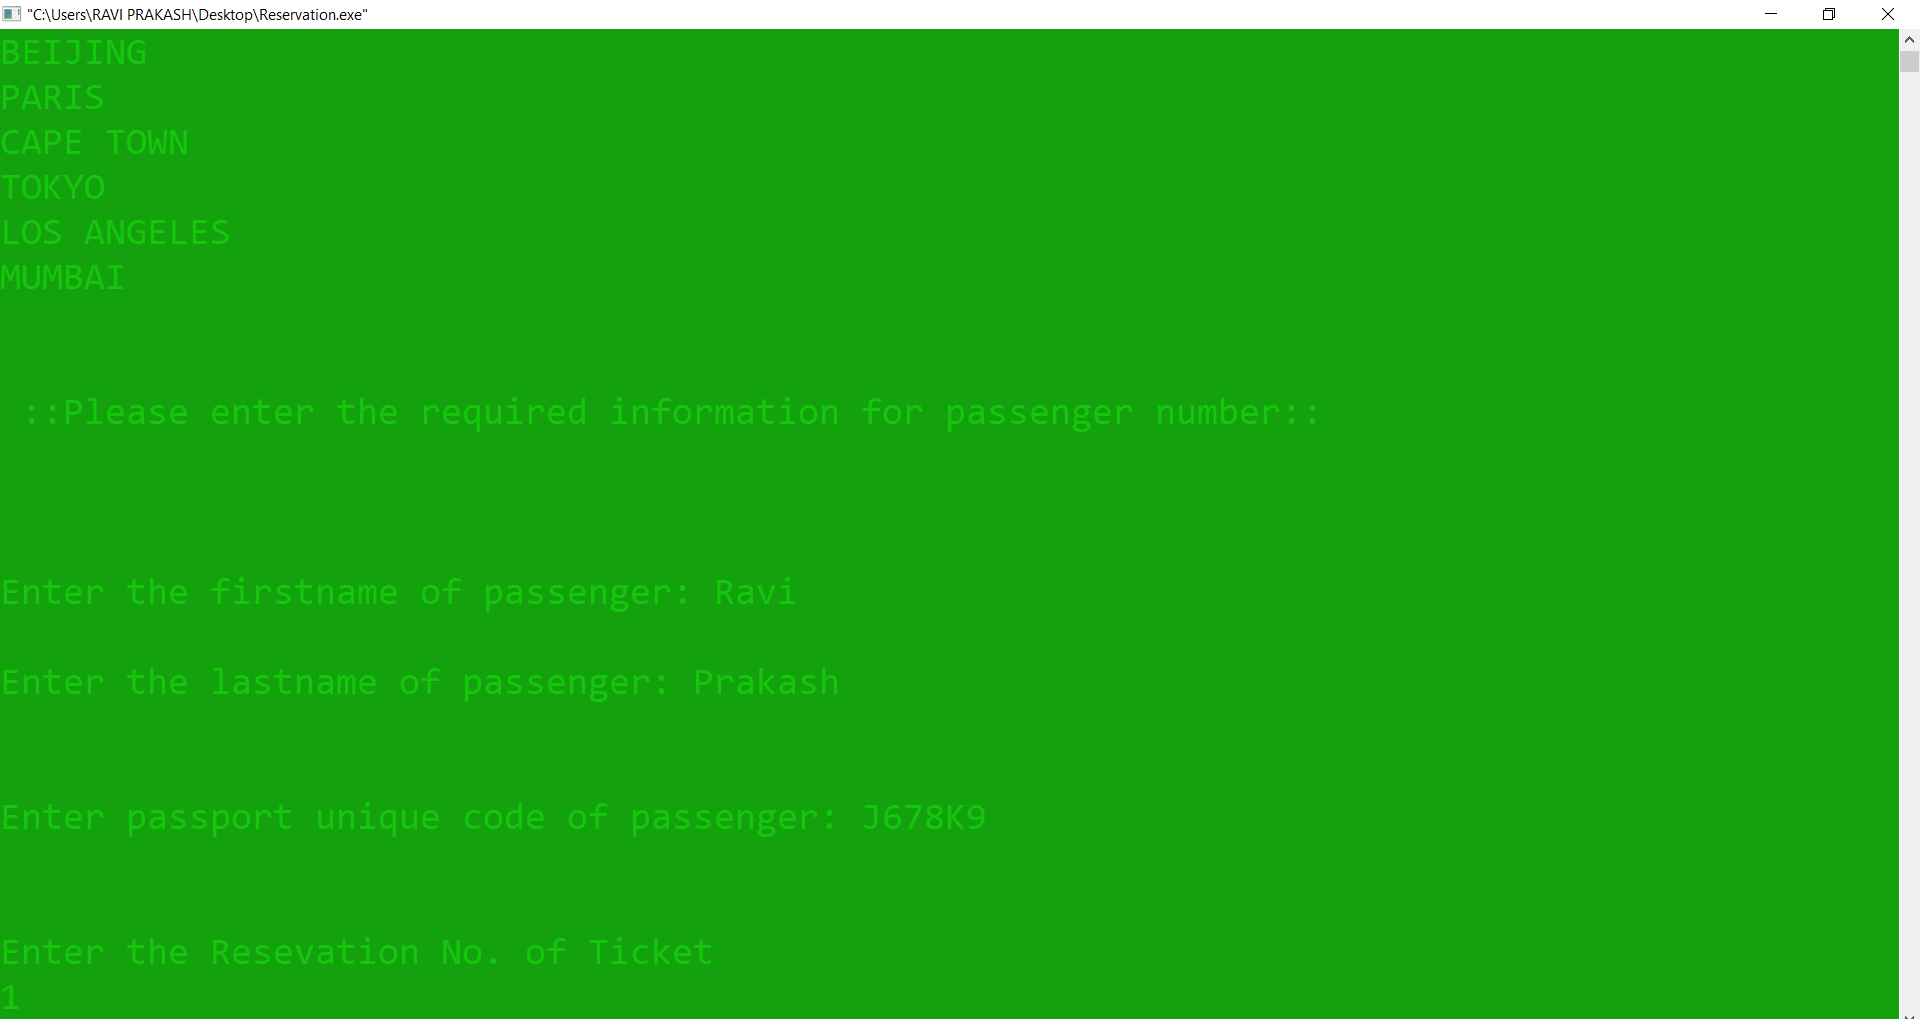 "C:\Users\RAVI PRAKASH\Desktop\Reservation.exe"
BEIJING
PARIS
CAPE TOWN
TOKYO
LOS ANGELES
MUMBAI
::Please enter the required information for passenger number::
Enter the firstname of passenger: Ravi
Enter the lastname of passenger: Prakash
Enter passport unique code of passenger: J678K9
Enter the Resevation No. of Ticket
1